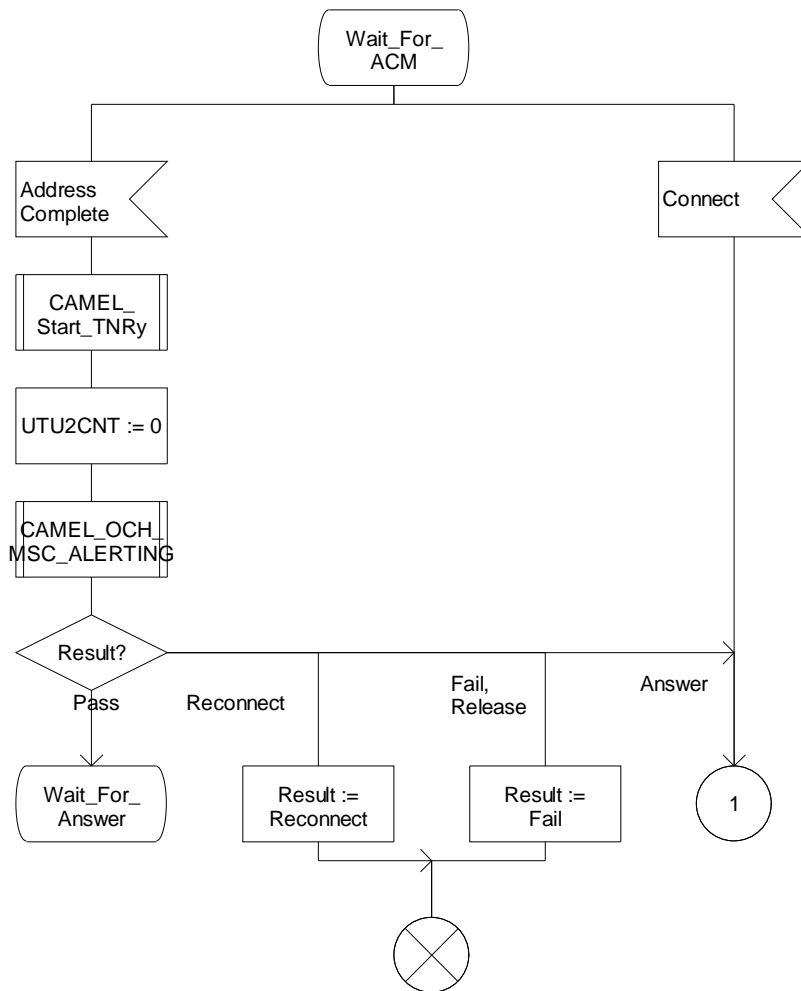 Wait_For_
ACM
Address
Complete
Connect
CAMEL_
Start_TNRy
UTU2CNT := 0
CAMEL_OCH_
MSC_ALERTING
Result?
Pass
Reconnect
Fail,
Release
Answer
Wait_For_
Answer
Result :=
Reconnect
Result :=
Fail
1